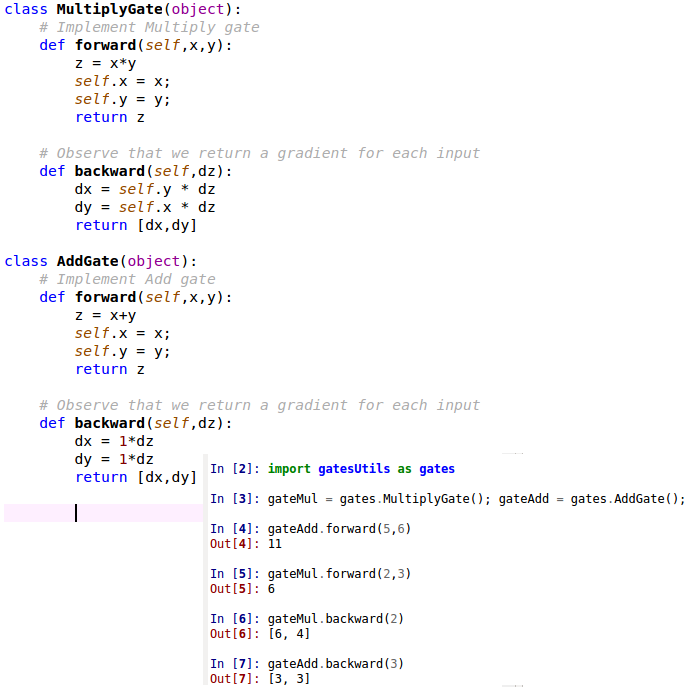 class MultiplyGate(object):
    # Implement Multiply gate
    def forward(self,x,y):
        z = x*y
        self.x = x;
        self.y = y;
        return z

    # Observe that we return a gradient for each input
    def backward(self,dz):
        dx = self.y * dz
        dy = self.x * dz
        return [dx,dy]

class AddGate(object):
    # Implement Add gate
    def forward(self,x,y):
        z = x+y
        self.x = x;
        self.y = y;
        return z

    # Observe that we return a gradient for each input
    def backward(self,dz):
        dx = 1*dz
        dy = 1*dz
        return [dx,dy]

In [2]: import gatesUtils as gates

In [3]: gateMul = gates.MultiplyGate(); gateAdd = gates.AddGate();

In [4]: gateAdd.forward(5,6)
Out[4]: 11

In [5]: gateMul.forward(2,3)
Out[5]: 6

In [6]: gateMul.backward(2)
Out[6]: [6, 4]

In [7]: gateAdd.backward(3)
Out[7]: [3, 3]